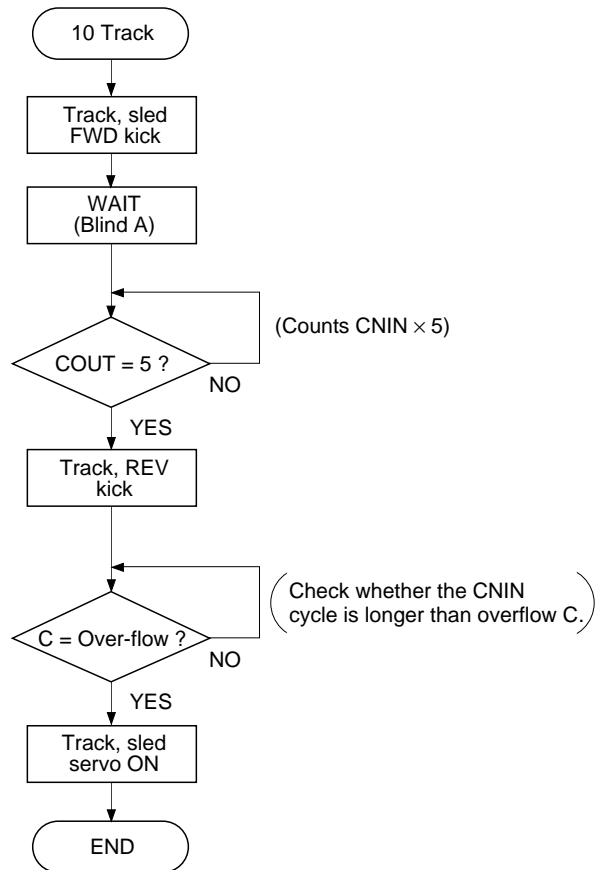 10 Track
Track, sled
FWD kick
WAIT
(Blind A)
(Counts CNIN × 5)
COUT = 5 ?
NO
YES
Track, REV
kick
Check whether the CNIN
cycle is longer than overflow C.
C = Over-flow ?
NO
YES
Track, sled
servo ON
END